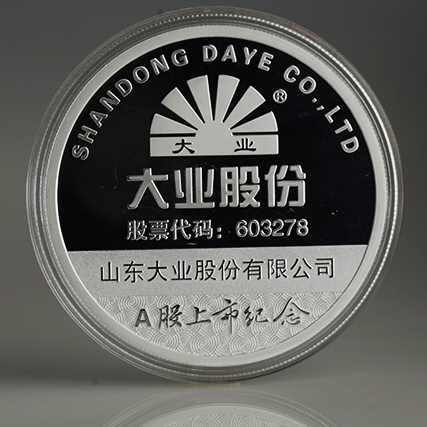 SHANDONG DAYE CO.,LTD
®
大业
大业股份
股票代码：603278
山东大业股份有限公司
A股上市纪念